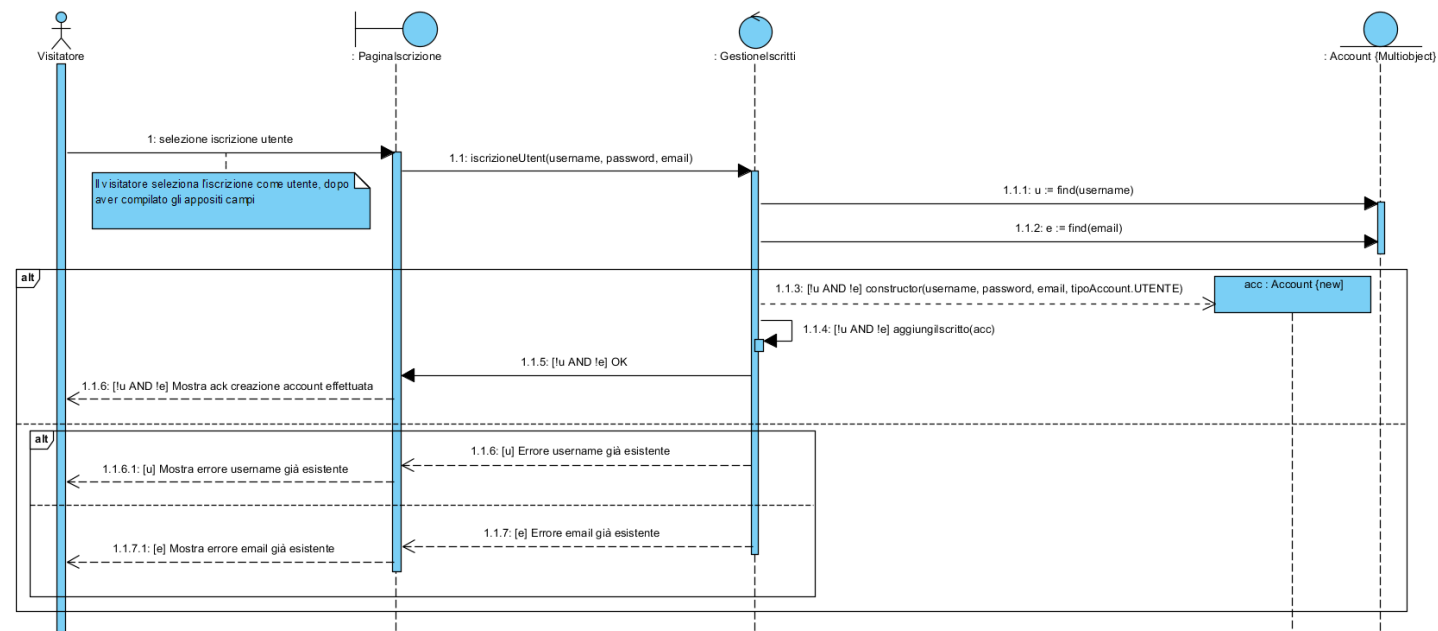 Visitatore
: PaginaIscrizione
: GestioneIscritti
: Account {Multiobject}
1: selezione iscrizione utente
1.1: iscrizioneUtent(username, password, email)
Il visitatore seleziona l'iscrizione come utente, dopo
aver compilato gli appositi campi
1.1.1: u := find(username)
1.1.2: e := find(email)
alt
1.1.3: [!u AND !e] constructor(username, password, email, tipoAccount.UTENTE)
acc : Account {new]
1.1.4: [!u AND !e] aggiungiIscritto(acc)
1.1.5: [!u AND !e] OK
1.1.6: [!u AND !e] Mostra ack creazione account effettuata
alt
1.1.6: [u] Errore username già esistente
1.1.6.1: [u] Mostra errore username già esistente
1.1.7: [e] Errore email già esistente
1.1.7.1: [e] Mostra errore email già esistente